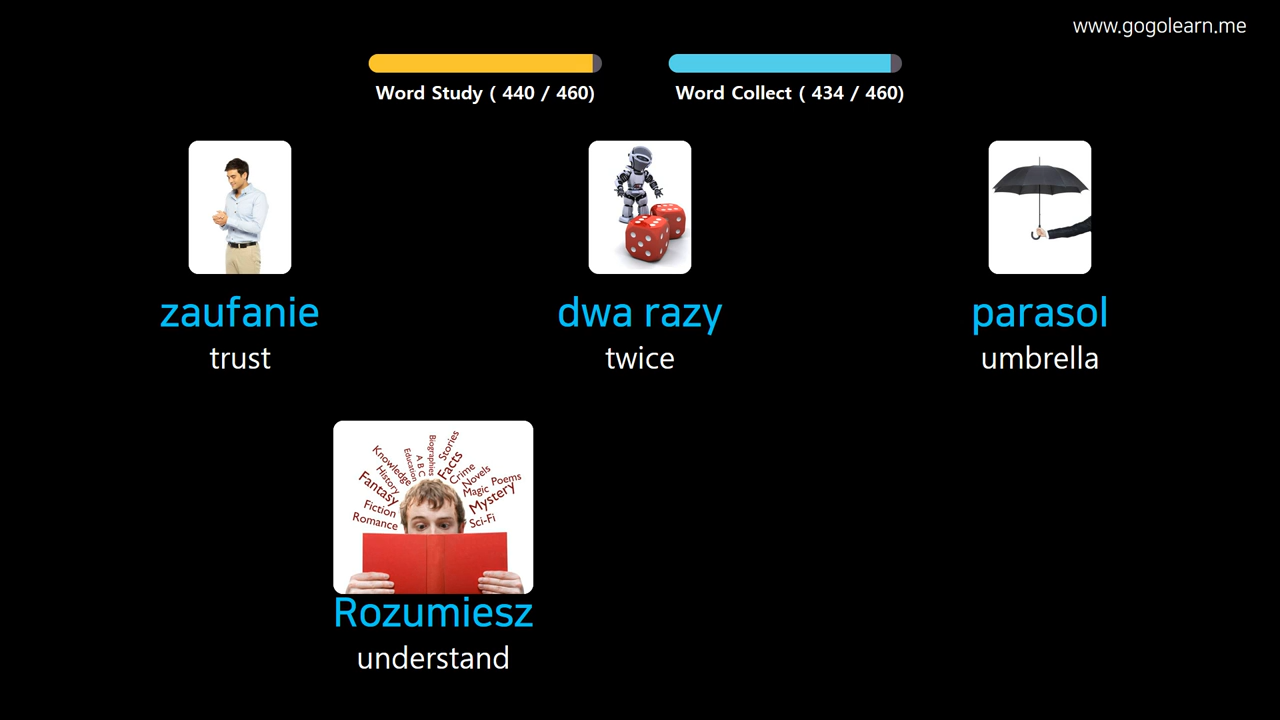 www.gogolearn.me
Word Study ( 440 / 460)
Word Collect ( 434 / 460)
zaufanie
trust
dwa razy
twice
parasol
umbrella
Knowledge
History
Fantasy
Fiction
Romance
Education
A B C
Biographies
Stories
Facts
Crime
Novels
Magic
Poems
Mystery
Sci-Fi
Rozumiesz
understand